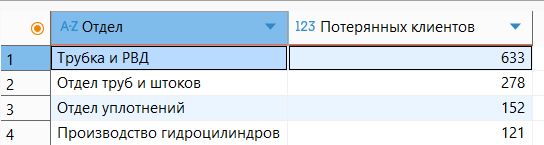 A-Z Отдел 123 Потерянных клиентов
1 Трубка и РВД 633
2 Отдел труб и штоков 278
3 Отдел уплотнений 152
4 Производство гидроцилиндров 121